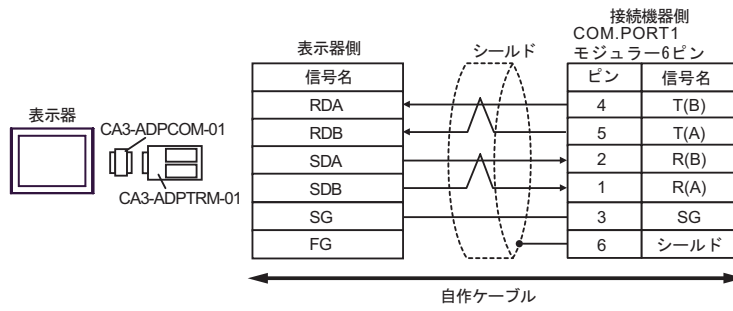 接続機器側
COM.PORT1
表示器側 シールド モジュラー6ピン
信号名 ピン 信号名
表示器 RDA 4 T(B)
CA3-ADPCOM-01 RDB 5 T(A)
SDA 2 R(B)
CA3-ADPTRM-01 SDB 1 R(A)
SG 3 SG
FG 6 シールド
自作ケーブル